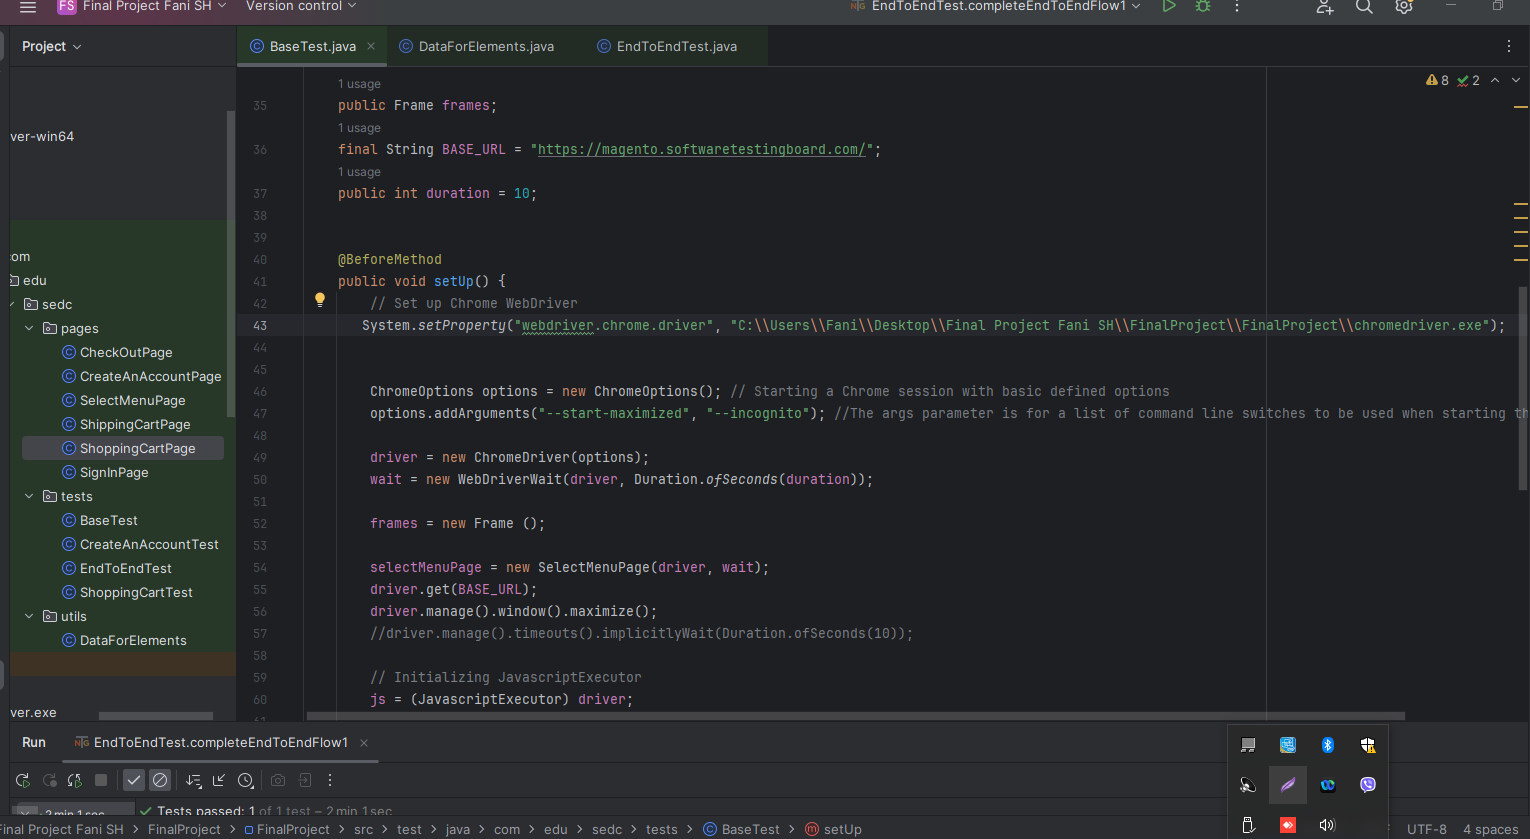 FS Final Project Fani SH Version control EndToEndTest.completeEndToEndFlow1
Project
BaseTest.java DataForElements.java EndToEndTest.java
ver-win64
com
edu
sedc
pages
CheckOutPage
CreateAnAccountPage
SelectMenuPage
ShippingCartPage
ShoppingCartPage
SignInPage
tests
BaseTest
CreateAnAccountTest
EndToEndTest
ShoppingCartTest
utils
DataForElements
ver.exe
8 2
1 usage
35 public Frame frames;
1 usage
36 final String BASE_URL = "https://magento.softwaretestingboard.com/";
1 usage
37 public int duration = 10;
38
39
40 @BeforeMethod
41 public void setUp() {
42 // Set up Chrome WebDriver
43 System.setProperty("webdriver.chrome.driver", "C:\\Users\\Fani\\Desktop\\Final Project Fani SH\\FinalProject\\FinalProject\\chromedriver.exe");
44
45
46 ChromeOptions options = new ChromeOptions(); // Starting a Chrome session with basic defined options
47 options.addArguments("--start-maximized", "--incognito"); //The args parameter is for a list of command line switches to be used when starting th
48
49 driver = new ChromeDriver(options);
50 wait = new WebDriverWait(driver, Duration.ofSeconds(duration));
51
52 frames = new Frame ();
53
54 selectMenuPage = new SelectMenuPage(driver, wait);
55 driver.get(BASE_URL);
56 driver.manage().window().maximize();
57 //driver.manage().timeouts().implicitlyWait(Duration.ofSeconds(10));
58
59 // Initializing JavascriptExecutor
60 js = (JavascriptExecutor) driver;
61
Run EndToEndTest.completeEndToEndFlow1
2 min 1 sec Tests passed: 1 of 1 test – 2 min 1 sec
Final Project Fani SH > FinalProject > FinalProject > src > test > java > com > edu > sedc > tests > BaseTest > setUp UTF-8 4 spaces